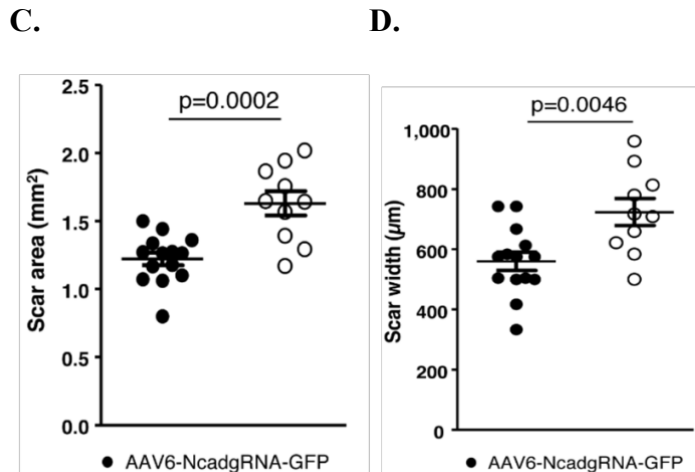 C.
D.
p=0.0002
2.5
2.0
1.5
1.0
0.5
0.0
Scar area (mm²)
● AAV6-NcadgRNA-GFP
p=0.0046
1,000
800
600
400
200
0
Scar width (µm)
● AAV6-NcadgRNA-GFP